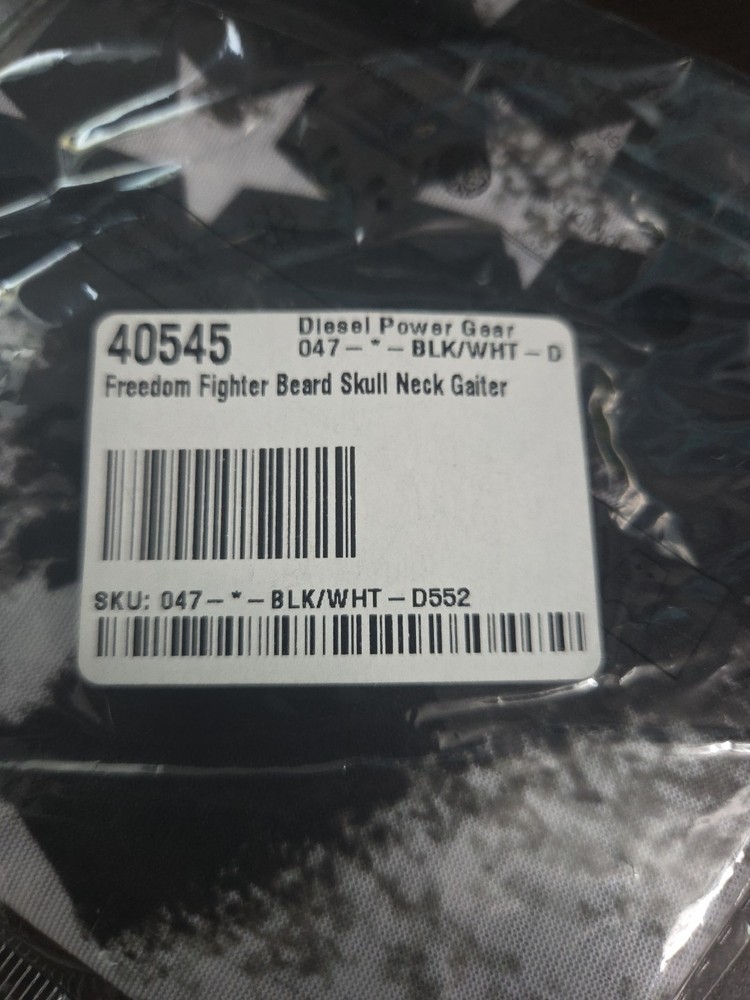 40545
Diesel Power Gear
047-*-BLK/WHT-D
Freedom Fighter Beard Skull Neck Gaiter
SKU: 047-*-BLK/WHT-D552